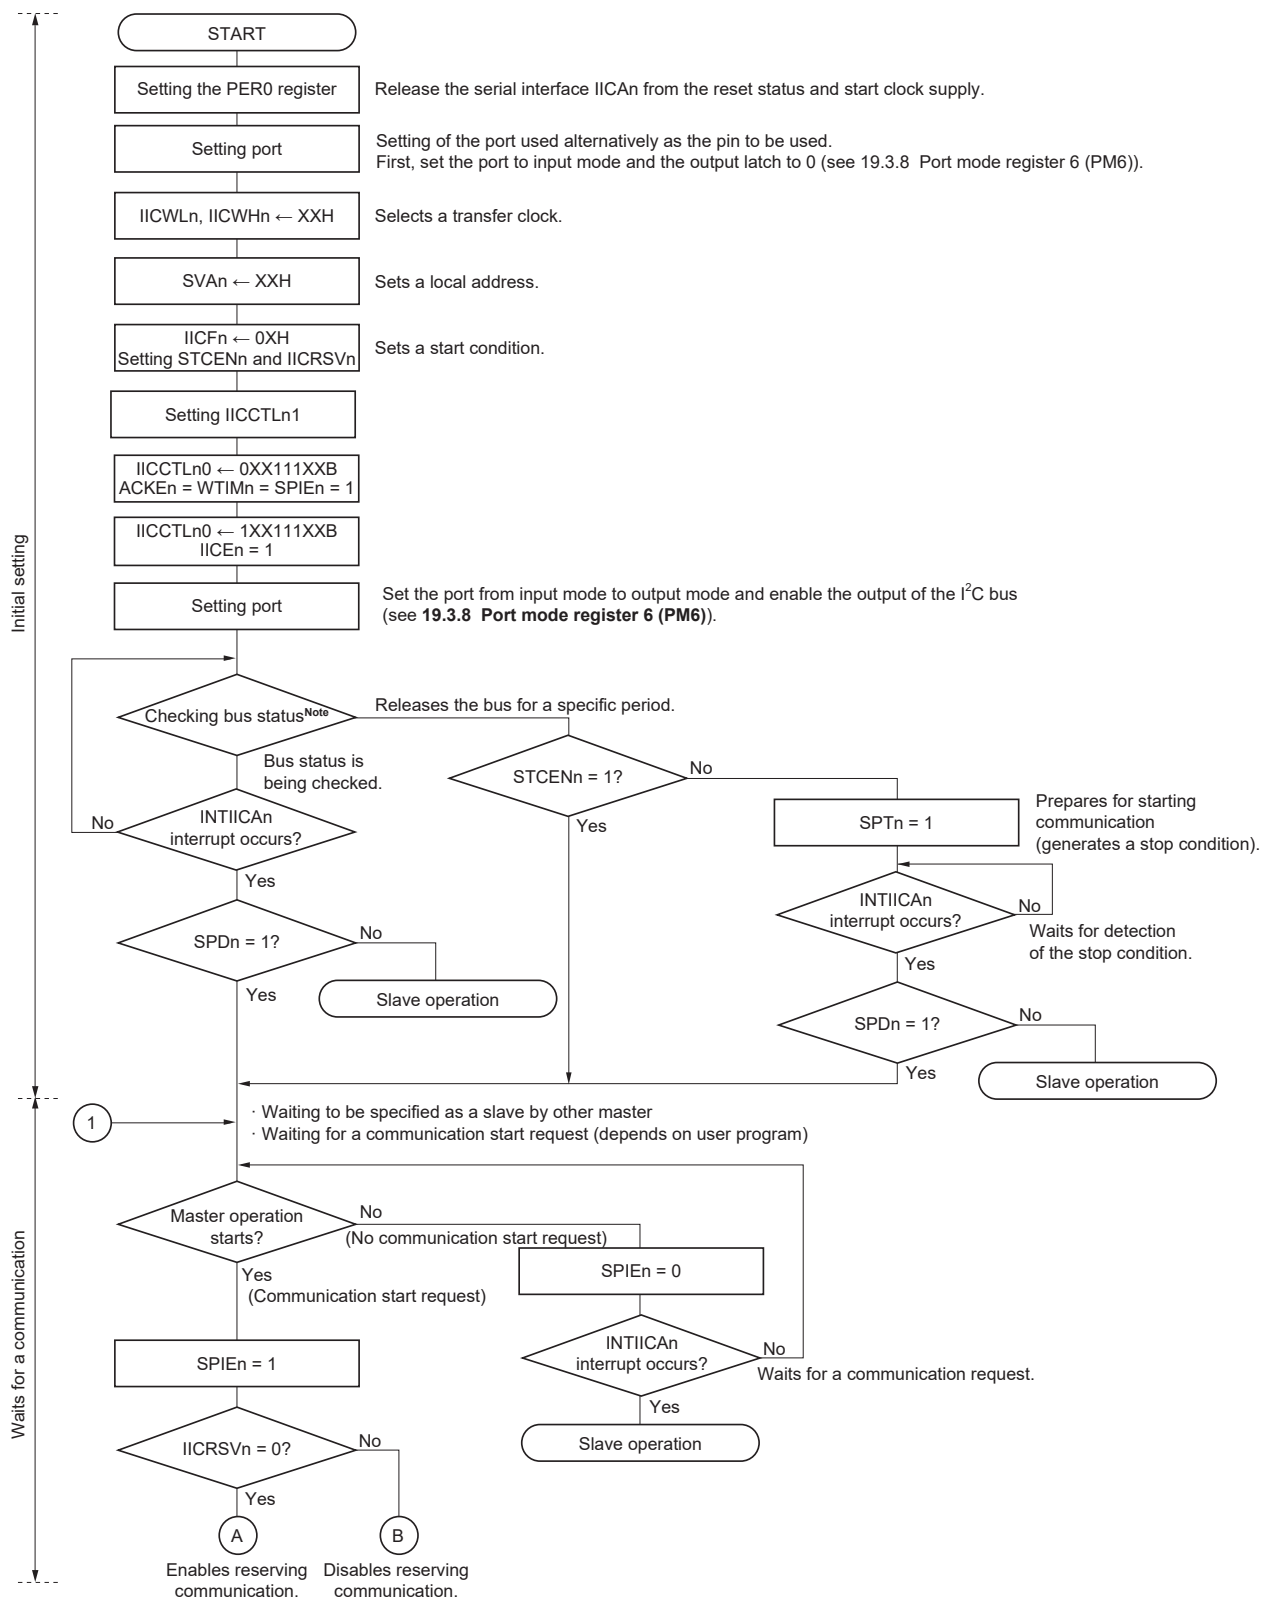 START
Setting the PER0 register
Release the serial interface IICAn from the reset status and start clock supply.
Setting port
Setting of the port used alternatively as the pin to be used.
First, set the port to input mode and the output latch to 0 (see 19.3.8 Port mode register 6 (PM6)).
IICWLn, IICWHn ← XXH
Selects a transfer clock.
SVAn ← XXH
Sets a local address.
IICFn ← 0XH
Setting STCENn and IICRSVn
Sets a start condition.
Setting IICCTLn1
IICCTLn0 ← 0XX111XXB
ACKEn = WTIMn = SPIEn = 1
IICCTLn0 ← 1XX111XXB
IICEn = 1
Setting port
Set the port from input mode to output mode and enable the output of the I²C bus
(see 19.3.8 Port mode register 6 (PM6)).
Initial setting
Checking bus status Note
Releases the bus for a specific period.
Bus status is
being checked.
STCENn = 1?
No
Yes
SPTn = 1
Prepares for starting
communication
(generates a stop condition).
INTIICAn
interrupt occurs?
No
Yes
INTIICAn
interrupt occurs?
No
Waits for detection
of the stop condition.
Yes
SPDn = 1?
No
Slave operation
Yes
SPDn = 1?
No
Slave operation
Yes
1
· Waiting to be specified as a slave by other master
· Waiting for a communication start request (depends on user program)
Waits for a communication
Master operation
starts?
No
(No communication start request)
Yes
(Communication start request)
SPIEn = 0
INTIICAn
interrupt occurs?
No
Waits for a communication request.
Yes
Slave operation
SPIEn = 1
IICRSVn = 0?
No
Yes
A
B
Enables reserving
communication.
Disables reserving
communication.